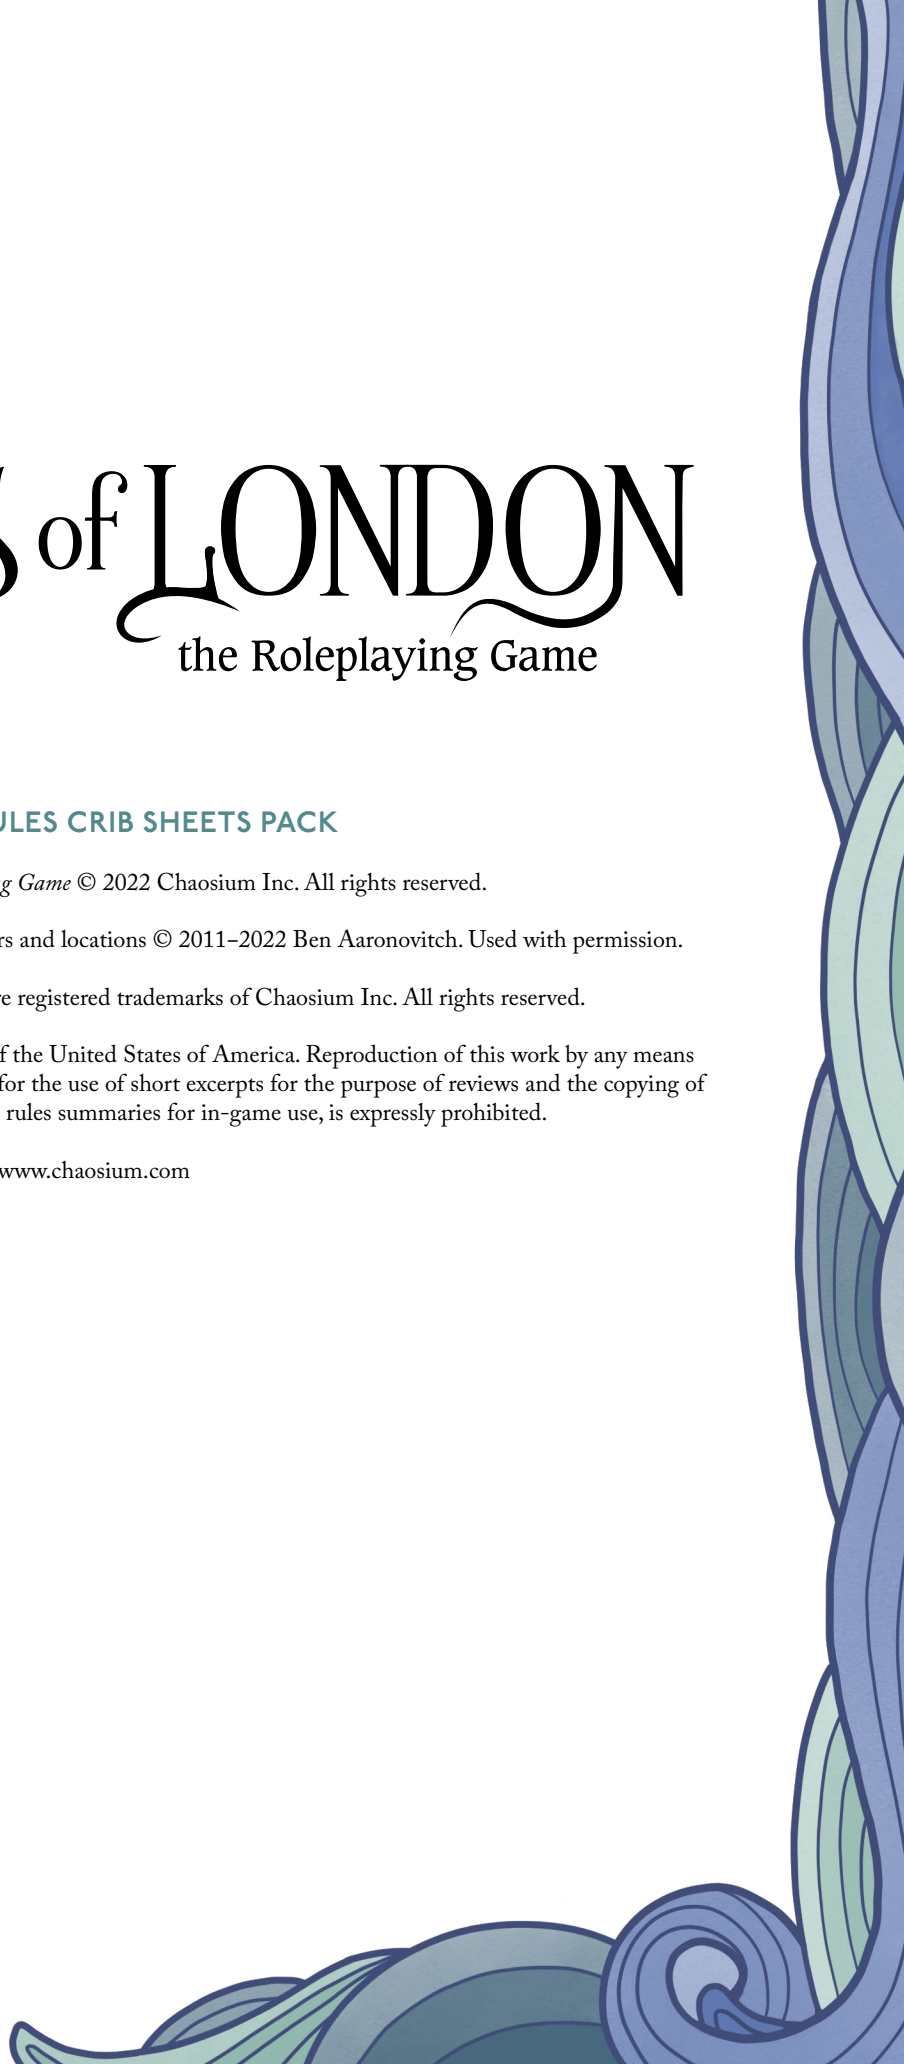 of LONDON
the Roleplaying Game
ULES CRIB SHEETS PACK
g Game © 2022 Chaosium Inc. All rights reserved.
rs and locations © 2011–2022 Ben Aaronovitch. Used with permission.
e registered trademarks of Chaosium Inc. All rights reserved.
f the United States of America. Reproduction of this work by any means
for the use of short excerpts for the purpose of reviews and the copying of
rules summaries for in-game use, is expressly prohibited.
www.chaosium.com